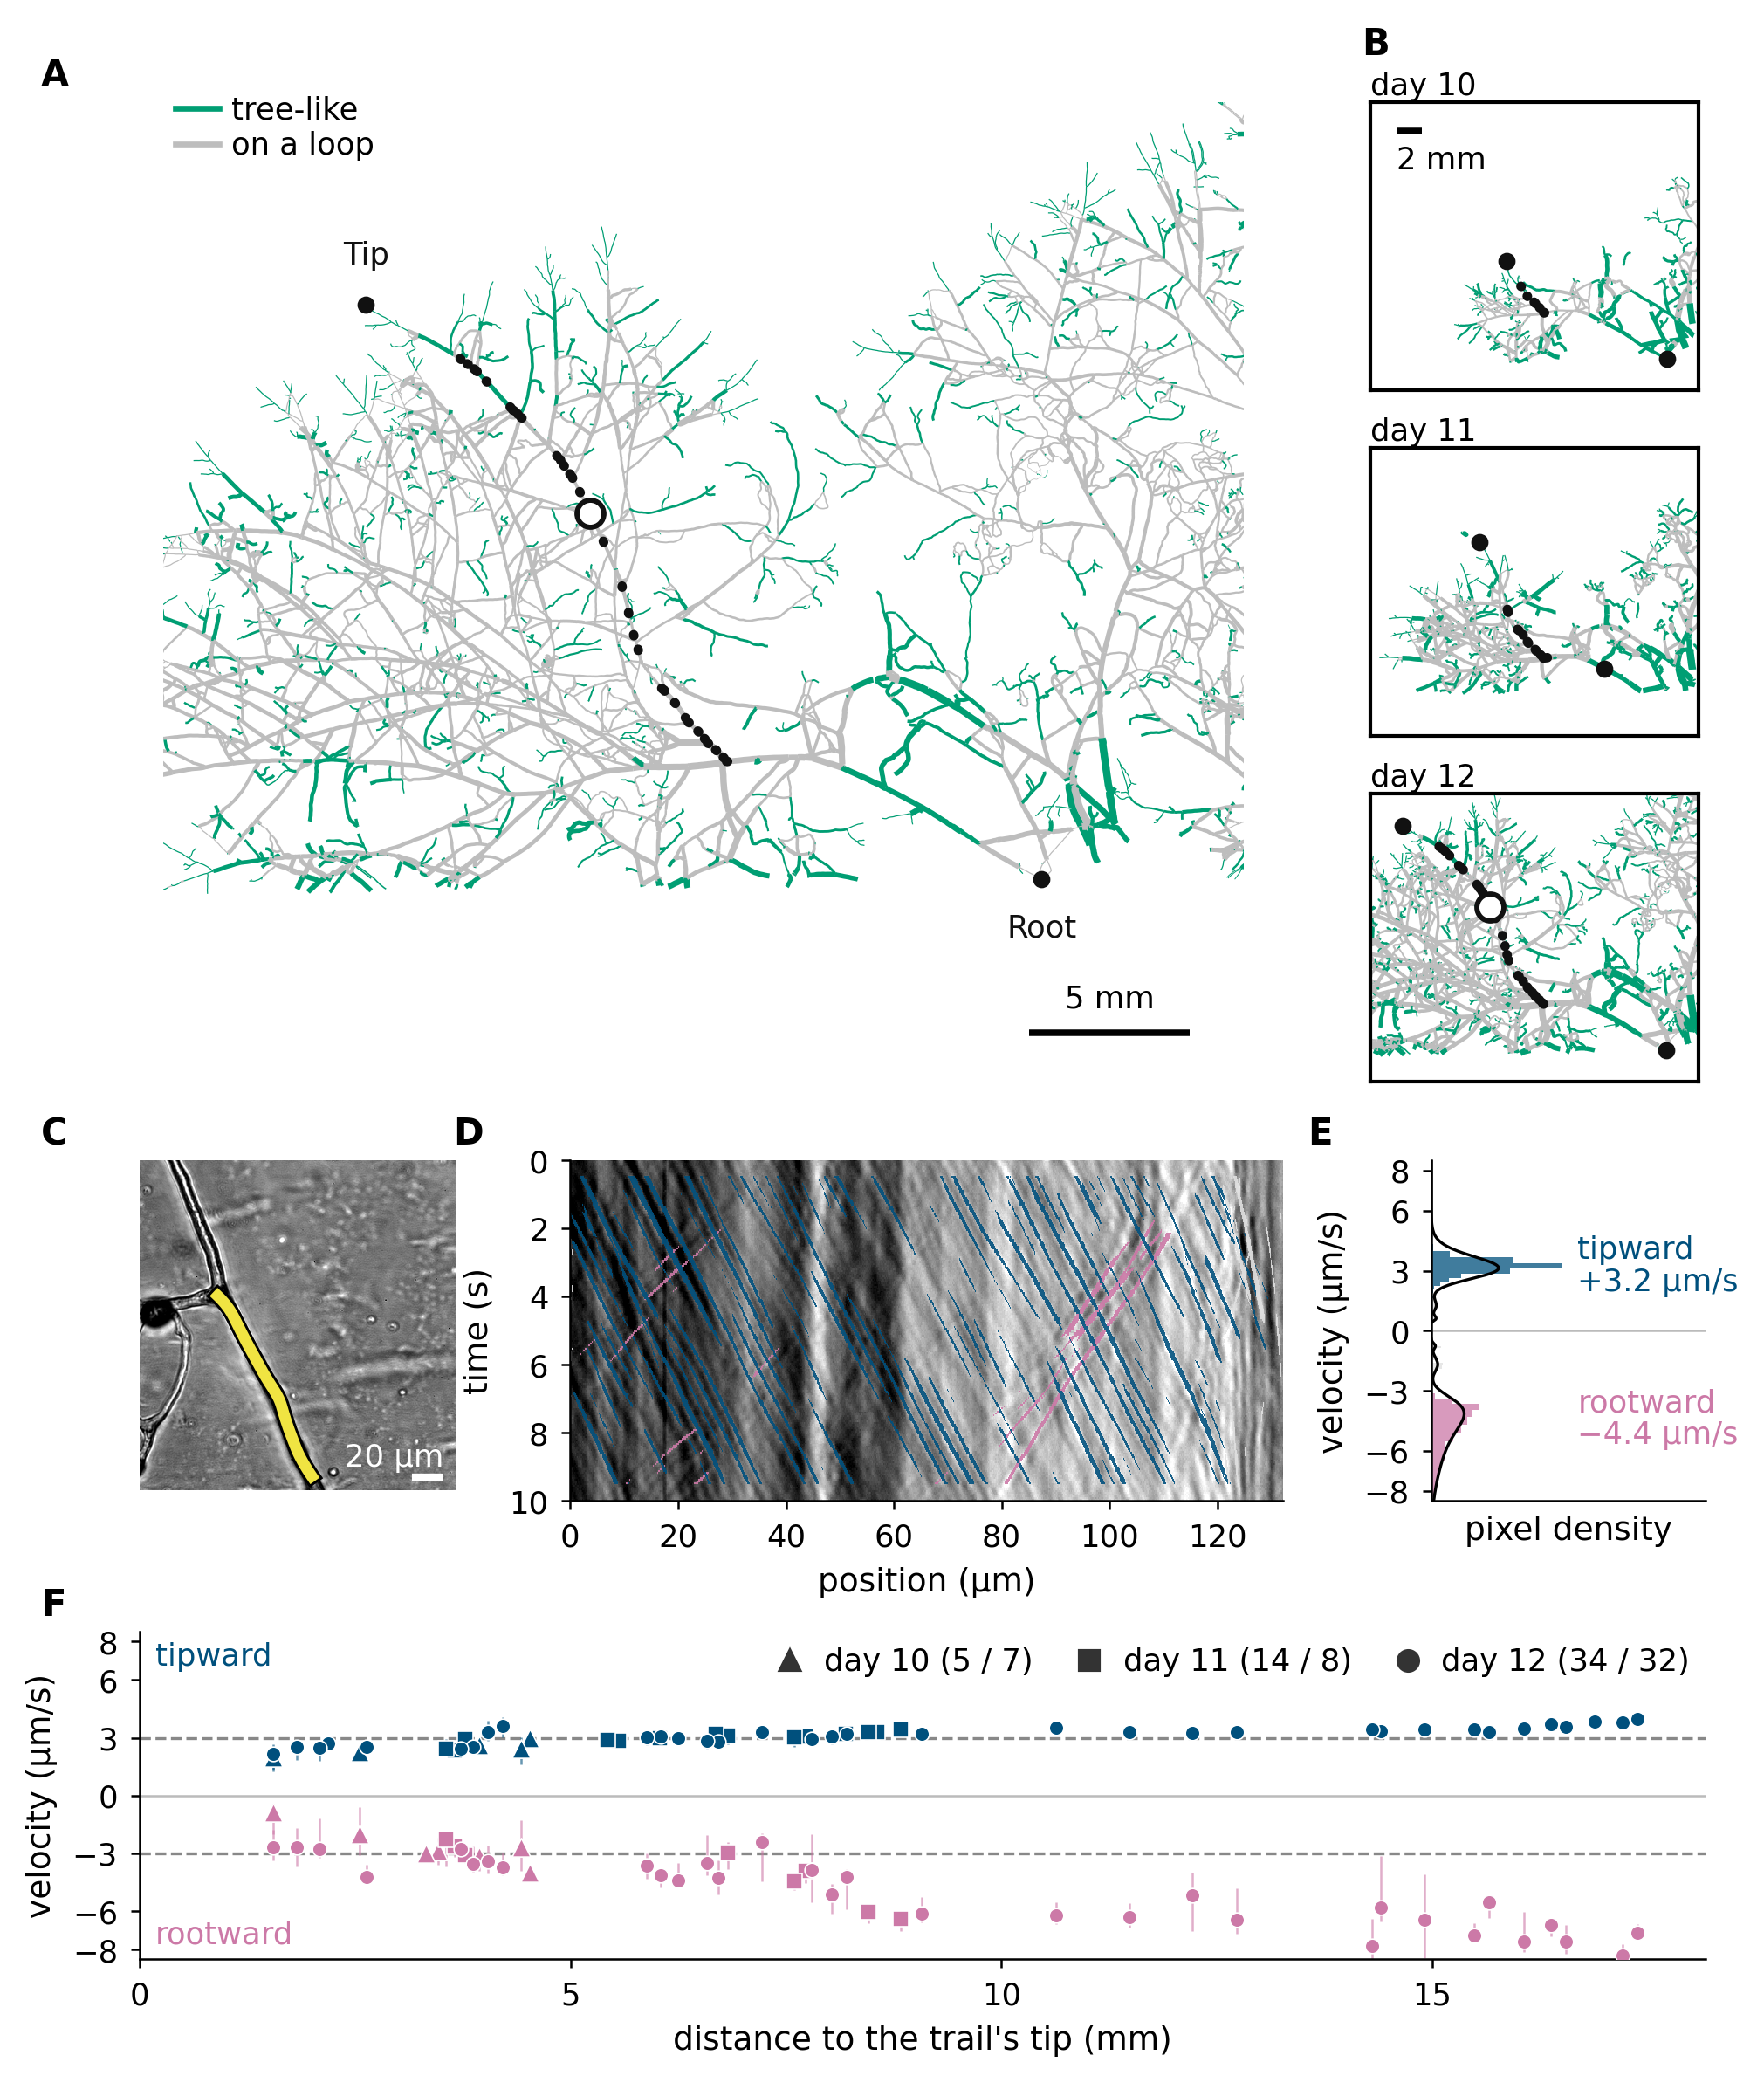 A
tree-like
on a loop
Tip
Root
5 mm
B
day 10
2 mm
day 11
day 12
C
20 µm
D
0
2
4
6
8
10
time (s)
0
20
40
60
80
100
120
position (µm)
E
8
6
3
0
−3
−6
−8
velocity (µm/s)
tipward
+3.2 µm/s
rootward
−4.4 µm/s
pixel density
F
8
6
3
0
−3
−6
−8
velocity (µm/s)
tipward
day 10 (5 / 7)
day 11 (14 / 8)
day 12 (34 / 32)
rootward
0
5
10
15
distance to the trail's tip (mm)